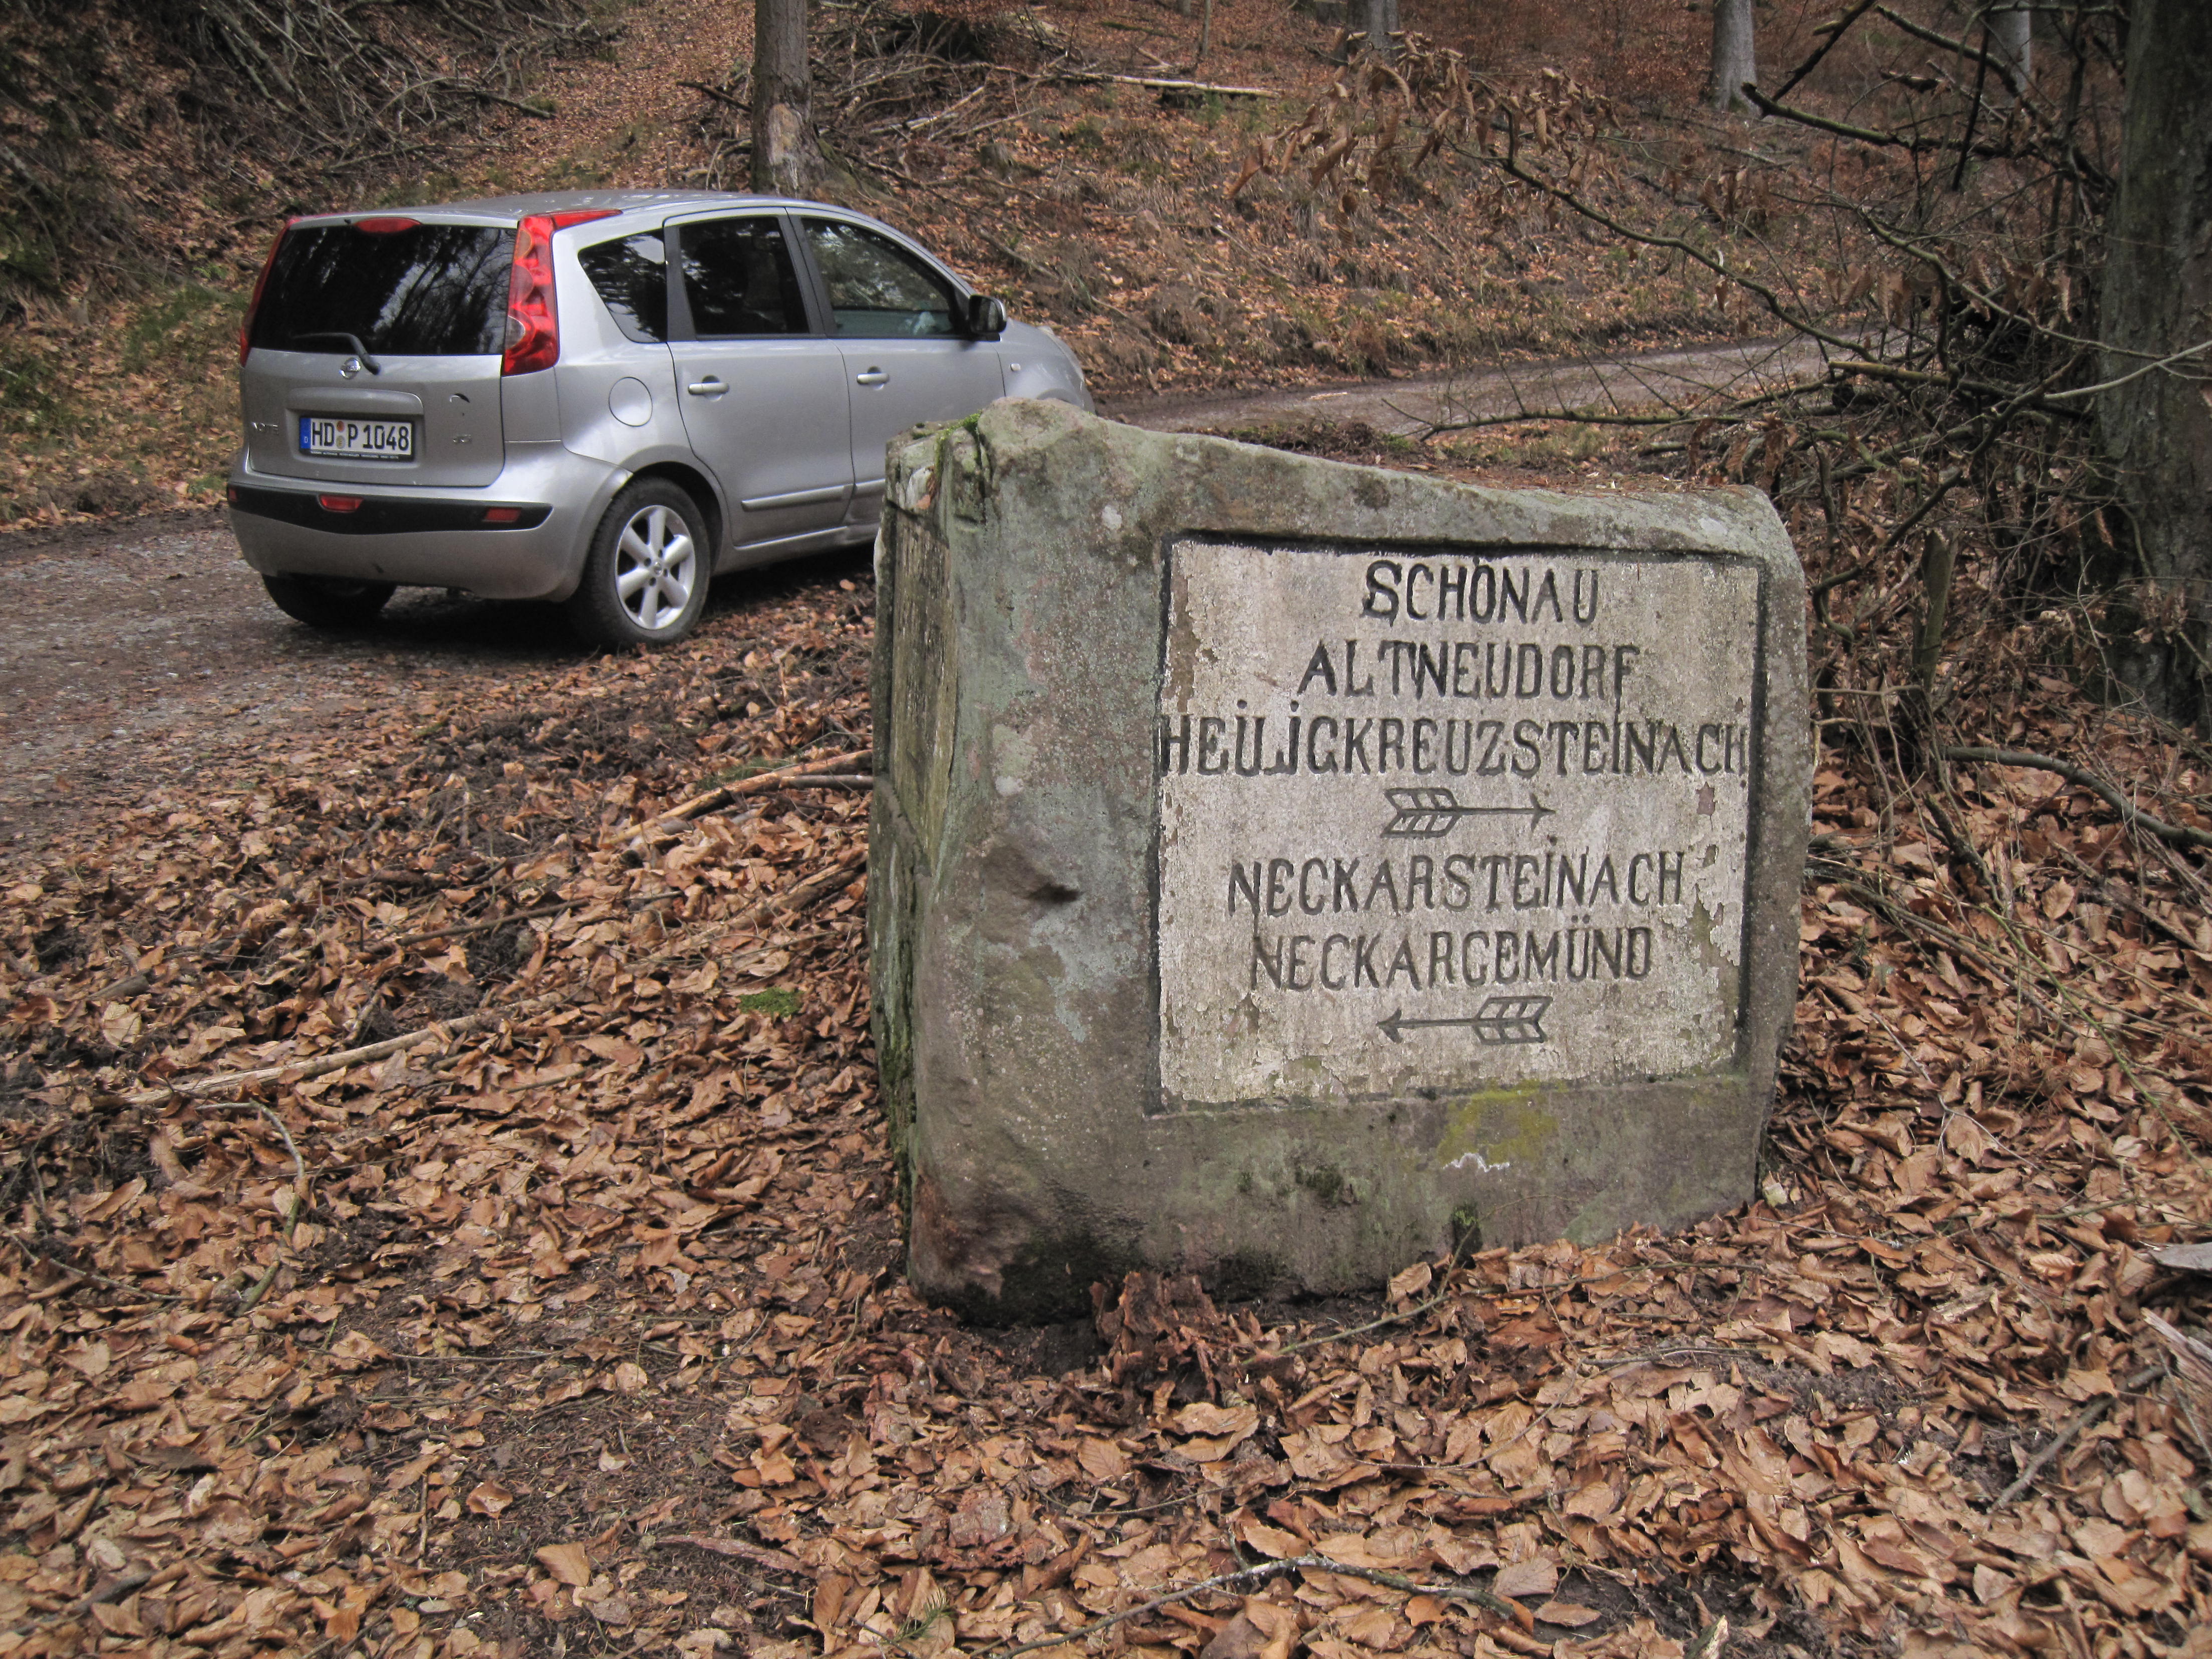 HD P 1048
SCHÖNAU
ALTNEUDORF
HEILIGKREUZSTEINACH
NECKARSTEINACH
NECKARGEMÜND